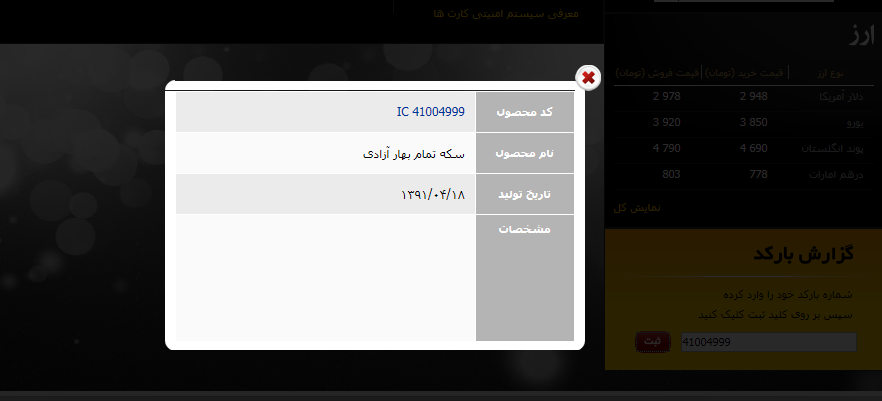 معرفی سیستم امنیتی کارت ها
ارز
نوع ارز | قیمت خرید (تومان) | قیمت فروش (تومان)
دلار آمریکا 2 948 2 978
یورو 3 850 3 920
پوند انگلستان 4 690 4 790
درهم امارات 778 803
نمایش کل
کد محصول IC 41004999
نام محصول سکه تمام بهار آزادی
تاریخ تولید ۱۳۹۱/۰۴/۱۸
مشخصات
گزارش بارکد
شماره بارکد خود را وارد کرده
سپس بر روی کلید ثبت کلیک کنید
41004999 ثبت